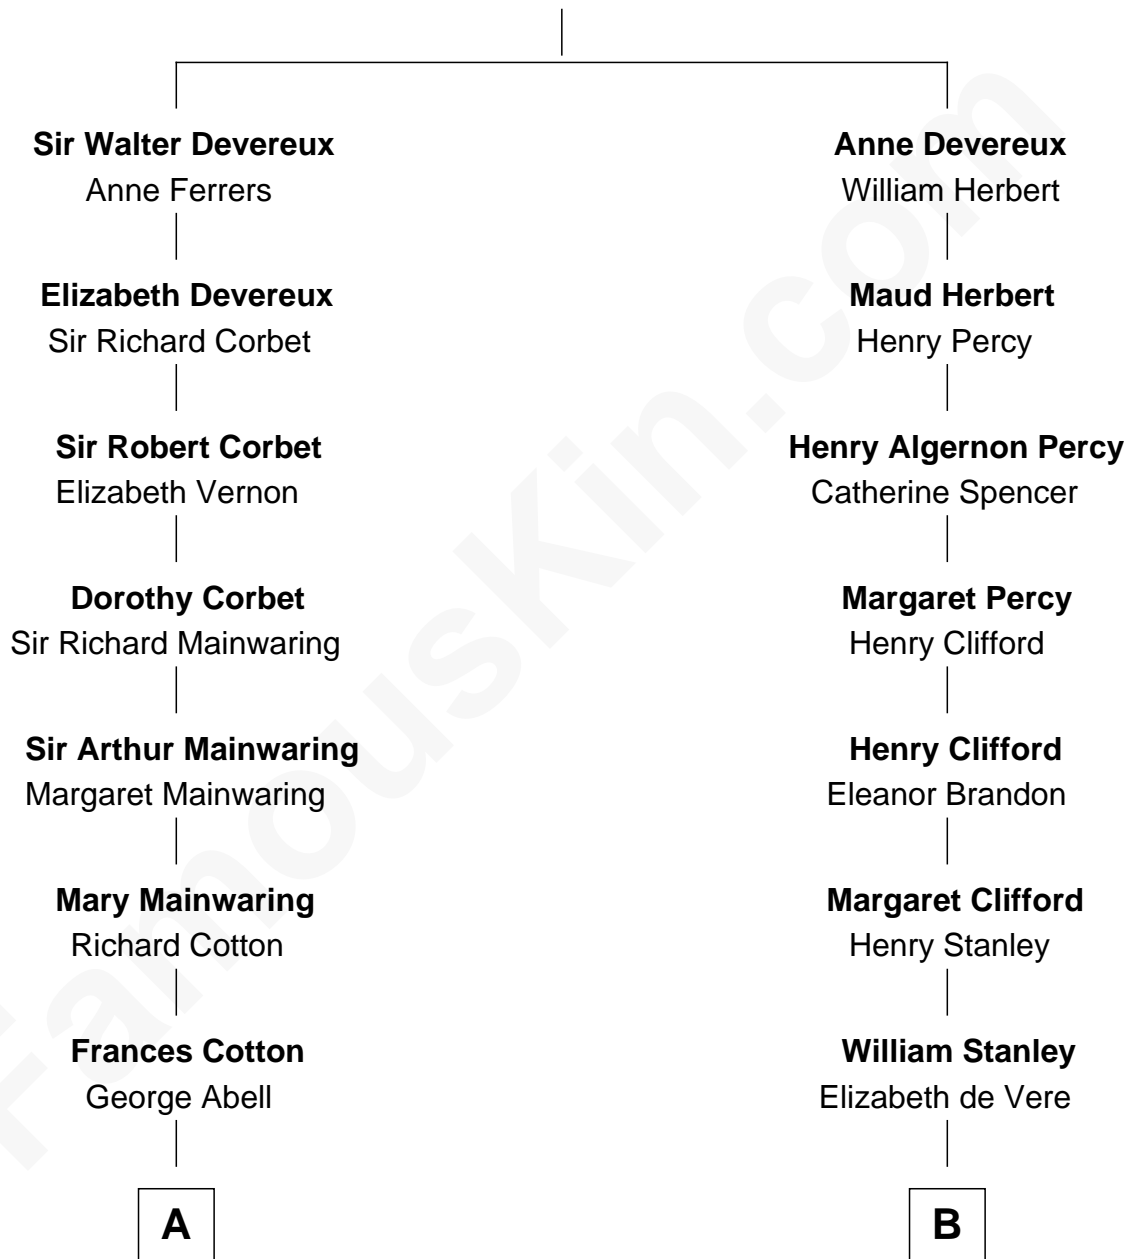 Sir Walter Devereux
Anne Ferrers
Elizabeth Devereux
Sir Richard Corbet
Sir Robert Corbet
Elizabeth Vernon
Dorothy Corbet
Sir Richard Mainwaring
Sir Arthur Mainwaring
Margaret Mainwaring
Mary Mainwaring
Richard Cotton
Frances Cotton
George Abell
A
Anne Devereux
William Herbert
Maud Herbert
Henry Percy
Henry Algernon Percy
Catherine Spencer
Margaret Percy
Henry Clifford
Henry Clifford
Eleanor Brandon
Margaret Clifford
Henry Stanley
William Stanley
Elizabeth de Vere
B
FamousKin.com